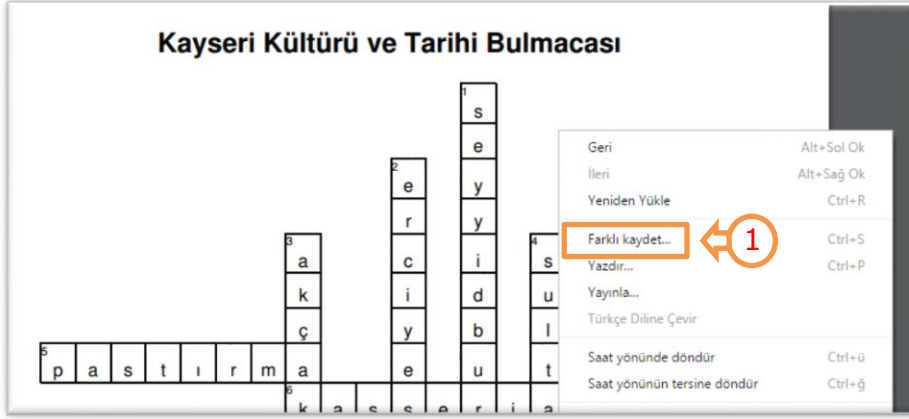 Kayseri Kültürü ve Tarihi Bulmacası
1
s
e
2
e y
r y
3
a c i 4
s
k i d u
ç y b l
5
p a s t ı r m a e u t
6
k a s s e r i a
Geri Alt+Sol Ok
İleri Alt+Sağ Ok
Yeniden Yükle Ctrl+R
Farklı kaydet... 1 Ctrl+S
Yazdır... Ctrl+P
Yayınla...
Türkçe Diline Çevir
Saat yönünde döndür Ctrl+ü
Saat yönünün tersine döndür Ctrl+ğ